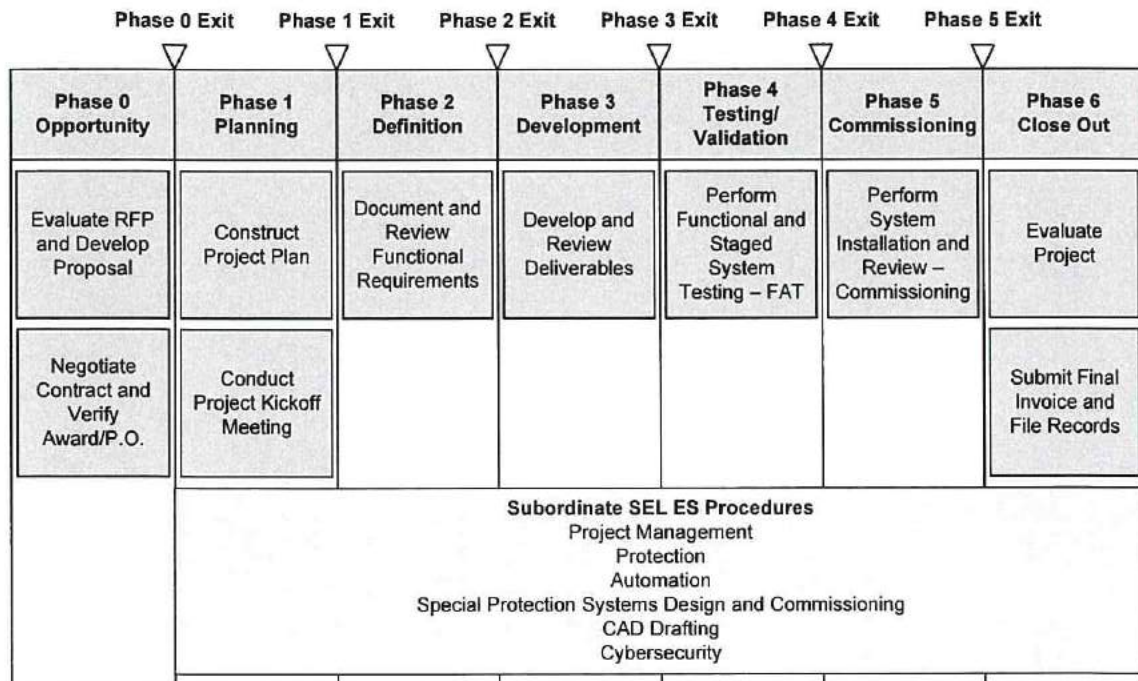 Phase 0 Exit
Phase 1 Exit
Phase 2 Exit
Phase 3 Exit
Phase 4 Exit
Phase 5 Exit
Phase 0
Opportunity
Phase 1
Planning
Phase 2
Definition
Phase 3
Development
Phase 4
Testing/
Validation
Phase 5
Commissioning
Phase 6
Close Out
Evaluate RFP
and Develop
Proposal
Construct
Project Plan
Document and
Review
Functional
Requirements
Develop and
Review
Deliverables
Perform
Functional and
Staged
System
Testing – FAT
Perform
System
Installation and
Review –
Commissioning
Evaluate
Project
Negotiate
Contract and
Verify
Award/P.O.
Conduct
Project Kickoff
Meeting
Submit Final
Invoice and
File Records
Subordinate SEL ES Procedures
Project Management
Protection
Automation
Special Protection Systems Design and Commissioning
CAD Drafting
Cybersecurity